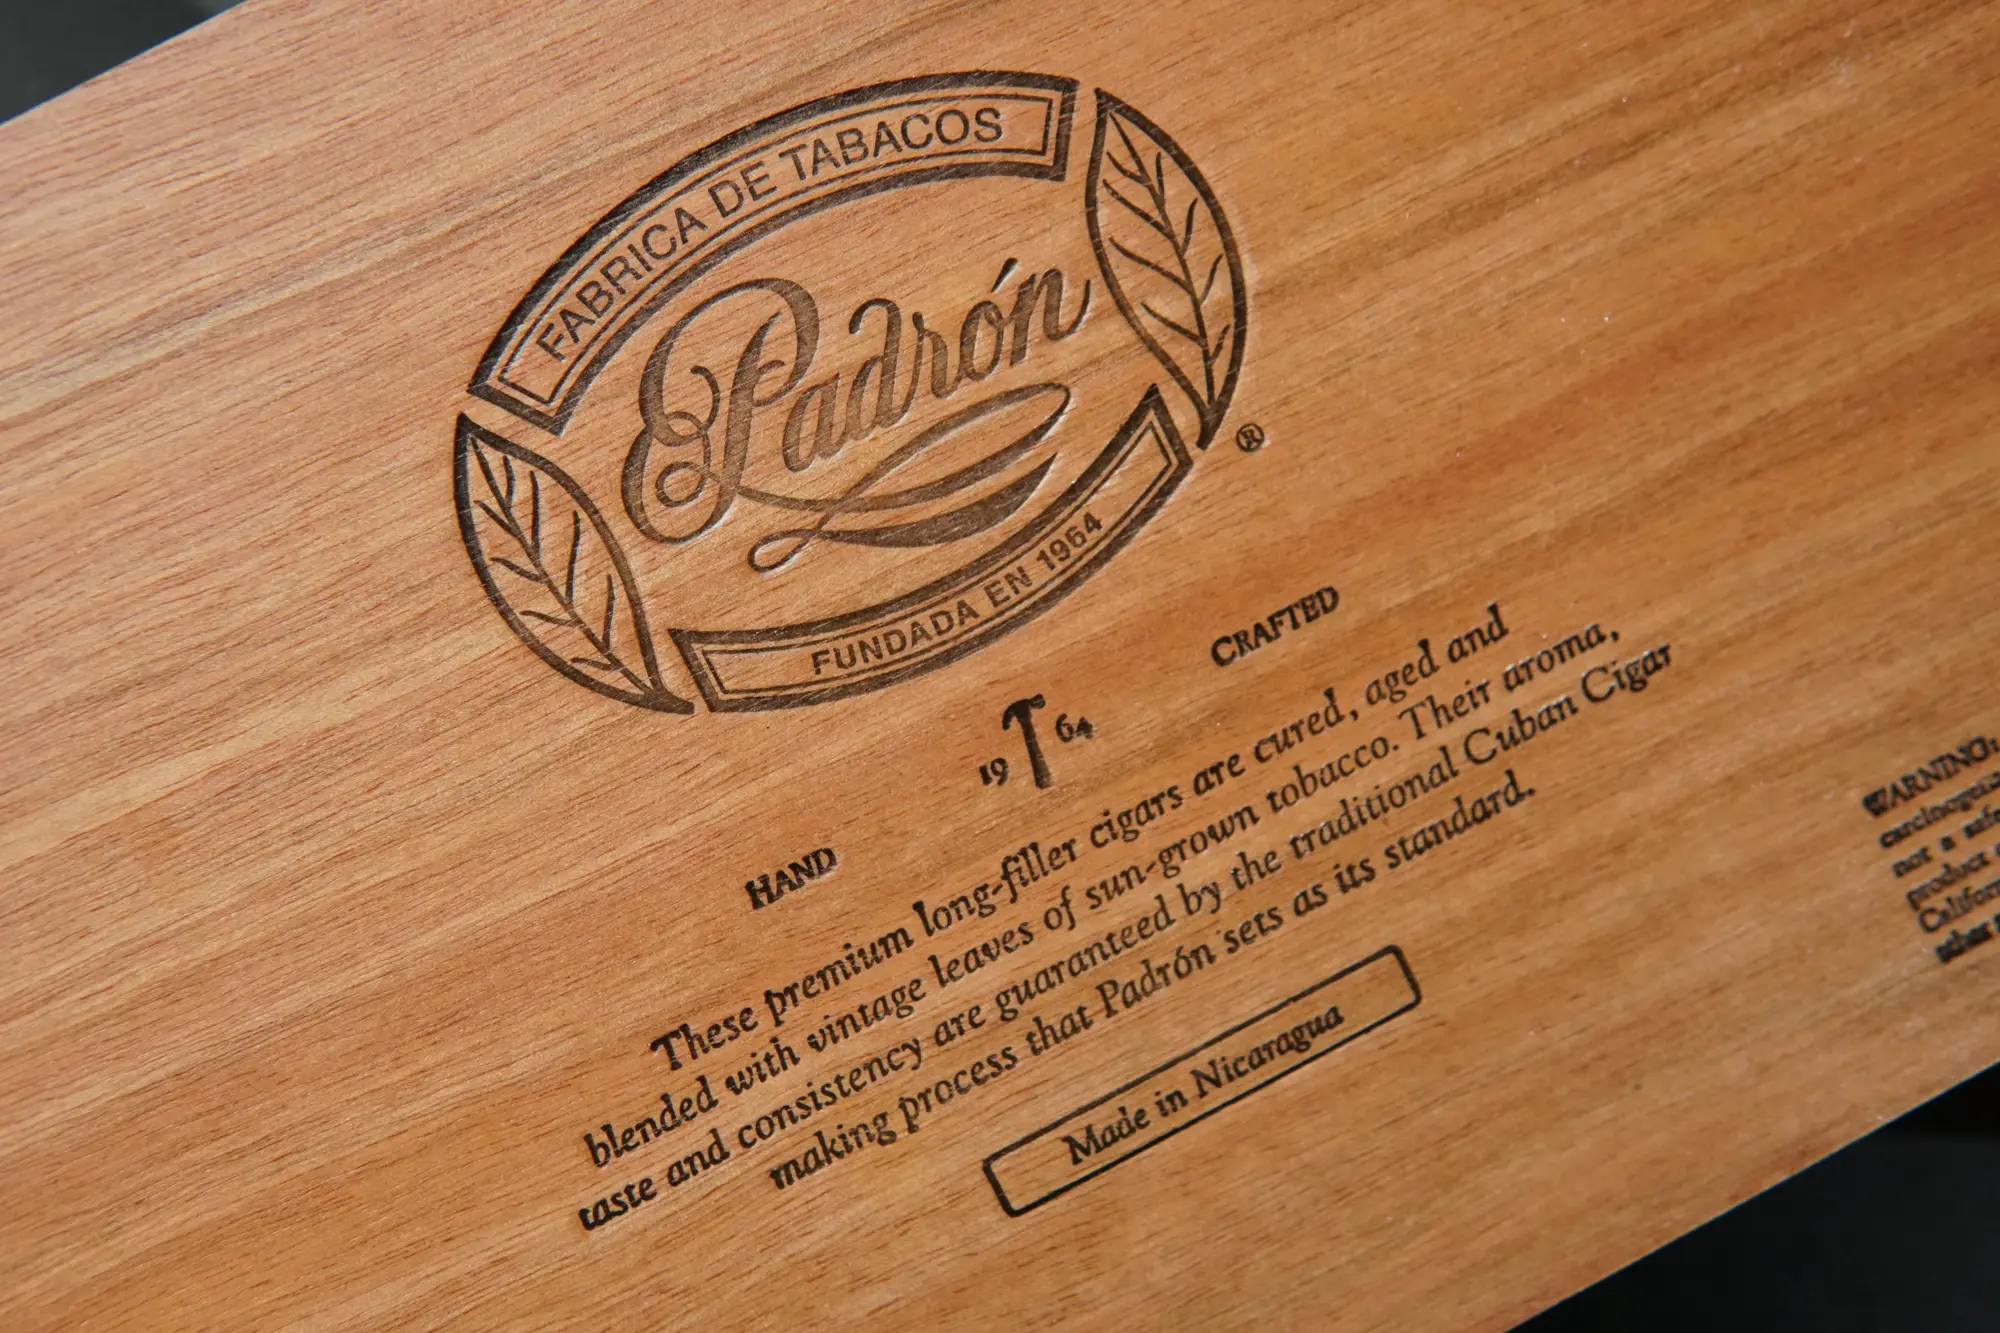 FABRICA DE TABACOS
Padrón
®
FUNDADA EN 1964
HAND 19 64 CRAFTED
These premium long-filler cigars are cured, aged and
blended with vintage leaves of sun-grown tobacco. Their aroma,
taste and consistency are guaranteed by the traditional Cuban Cigar
making process that Padrón sets as its standard.
Made in Nicaragua
WARNING:
not a
product